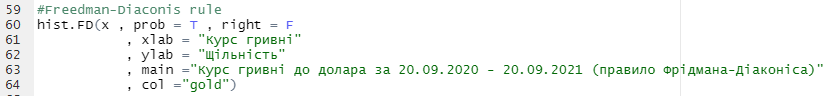 59 #Freedman-Diaconis rule
60 hist.FD(x , prob = T , right = F
61 , xlab = "Курс гривні"
62 , ylab = "Щільність"
63 , main ="Курс гривні до долара за 20.09.2020 - 20.09.2021 (правило Фрідмана-Діаконіса)"
64 , col ="gold")